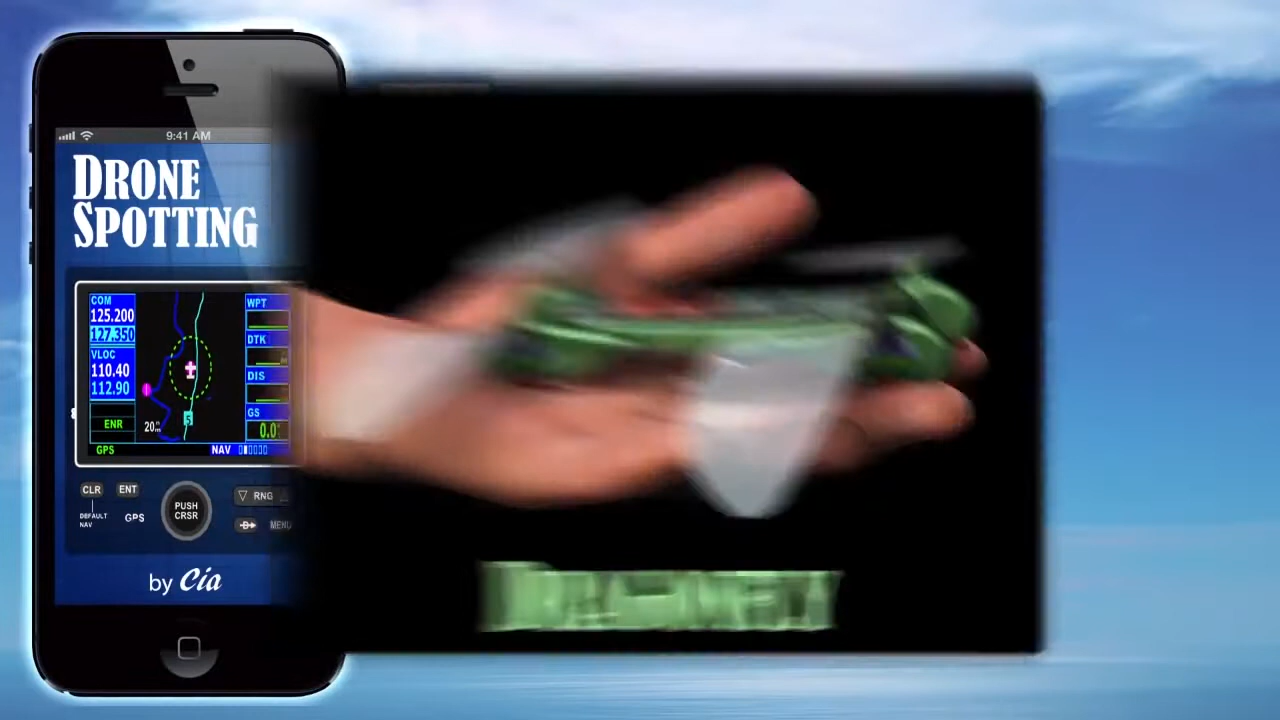 9:41 AM
DRONE
SPOTTING
COM
125.200
127.350
VLOC
110.40
112.90
ENR
GPS
20
NAV
WPT
DTK
DIS
GS
0.0
CLR
ENT
DEFAULT
NAV
GPS
PUSH
CRSR
RNG
MENU
by Cia